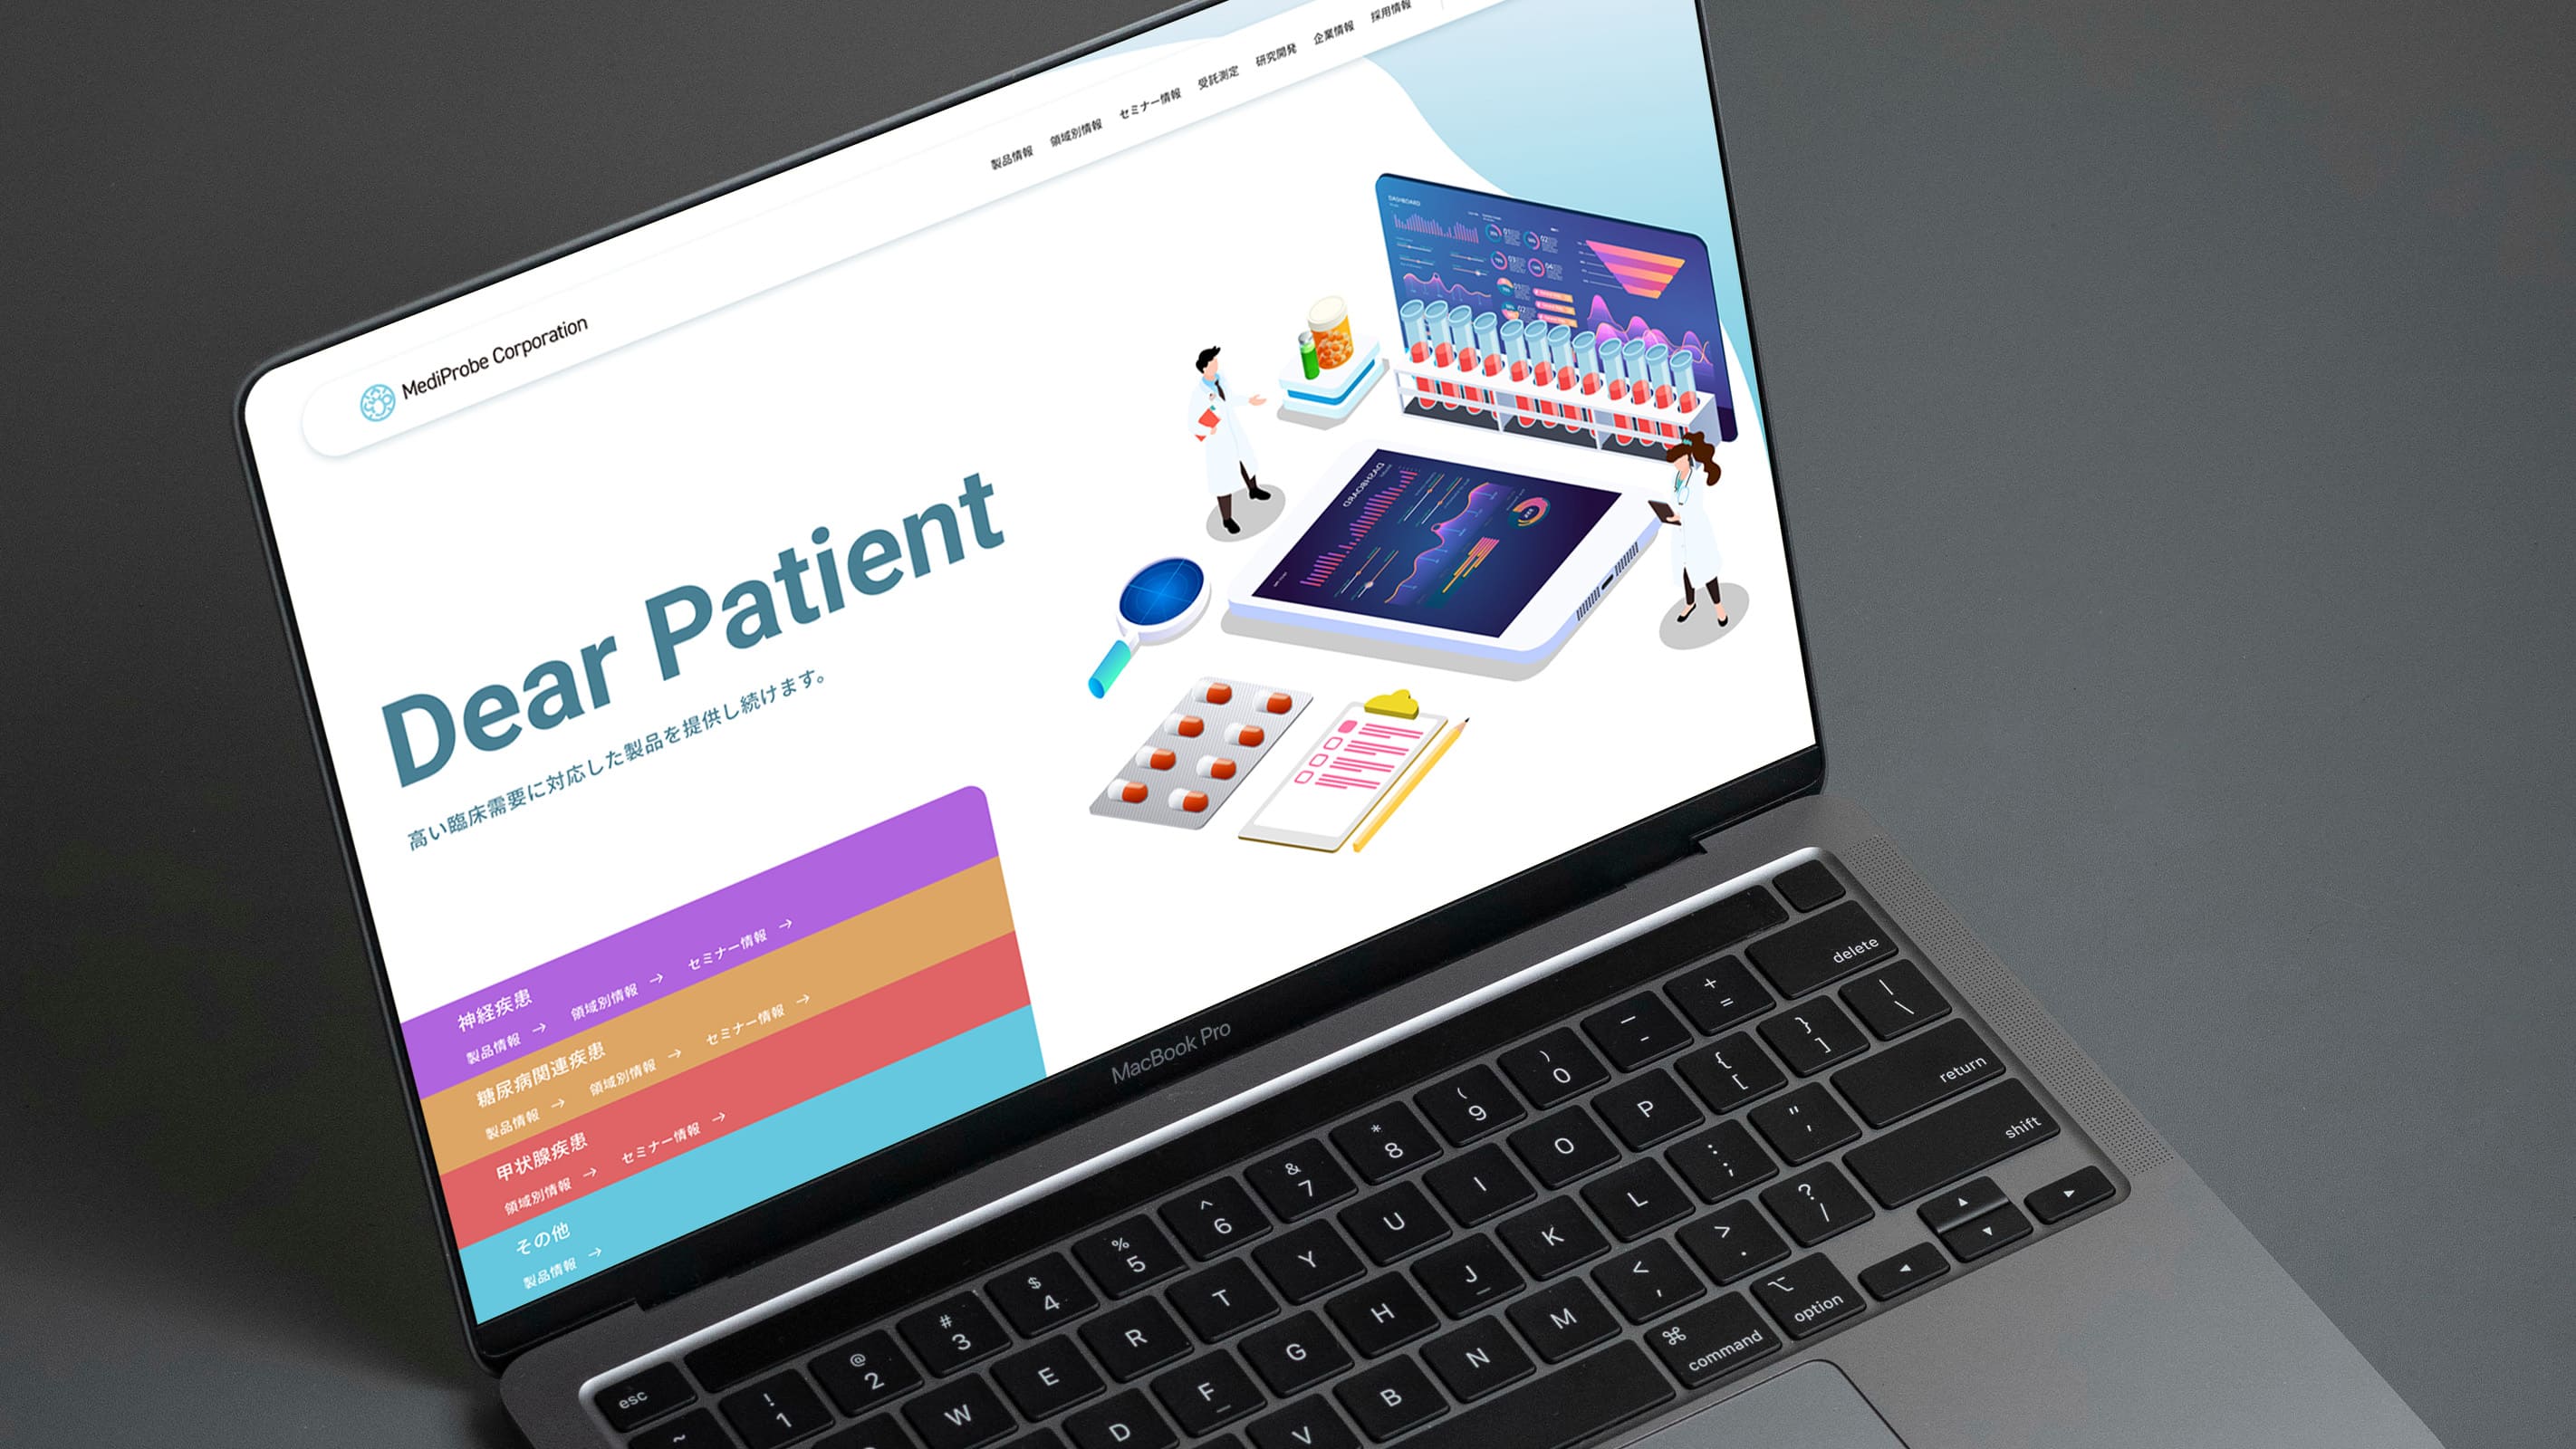 製品情報 領域別情報 セミナー情報 受託測定 研究開発 企業情報 採用情報
MediProbe Corporation
Dear Patient
高い臨床需要に対応した製品を提供し続けます。
DASHBOARD
DASHBOARD
神経疾患
製品情報 → 領域別情報 → セミナー情報 →
糖尿病関連疾患
製品情報 → 領域別情報 → セミナー情報 →
甲状腺疾患
領域別情報 → セミナー情報 →
その他
製品情報 →
MacBook Pro
esc
~ ! 1 @ 2 # 3 $ 4 % 5 ^ 6 & 7 * 8 ( 9 ) 0 — - + = delete
W E R T Y U I O P { [ } ] | \
D F G H J K L : ; " ' return
V B N M < , > . ? / shift
⌘ command ⌥ option ◀ ▲ ▼ ▶